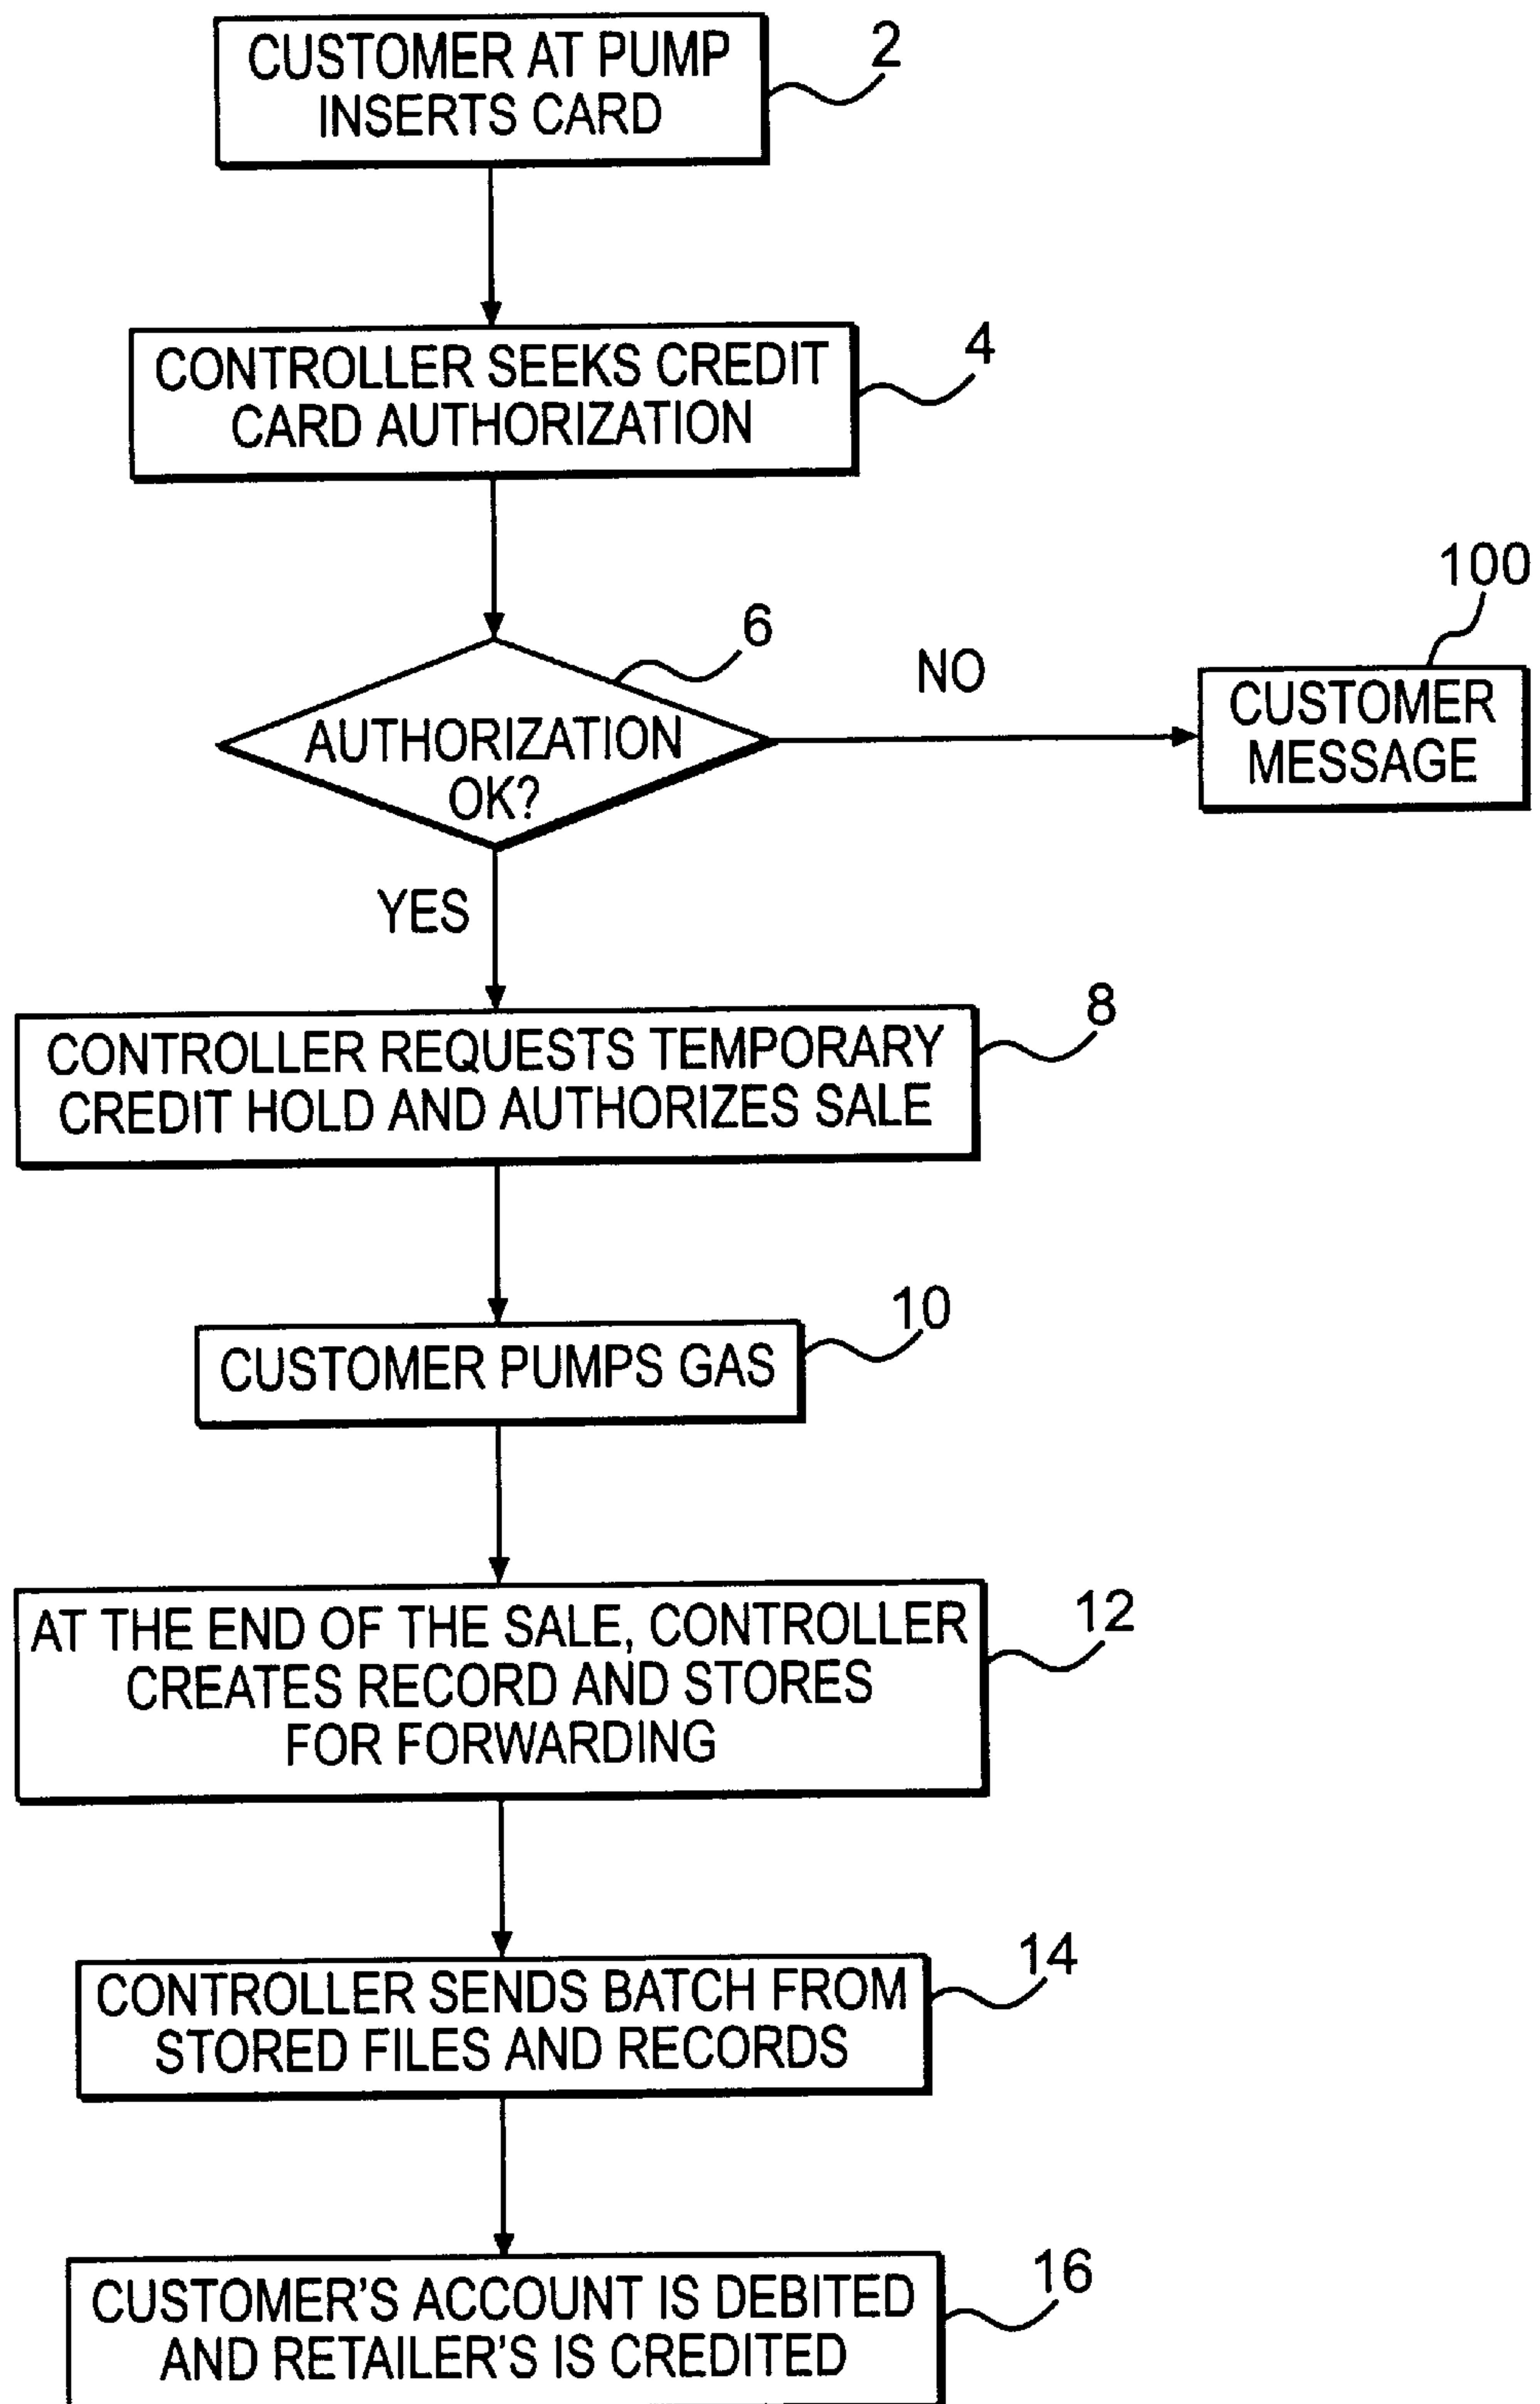 CUSTOMER AT PUMP
INSERTS CARD
2
CONTROLLER SEEKS CREDIT
CARD AUTHORIZATION
4
AUTHORIZATION
OK?
6
NO
CUSTOMER
MESSAGE
100
YES
CONTROLLER REQUESTS TEMPORARY
CREDIT HOLD AND AUTHORIZES SALE
8
CUSTOMER PUMPS GAS
10
AT THE END OF THE SALE, CONTROLLER
CREATES RECORD AND STORES
FOR FORWARDING
12
CONTROLLER SENDS BATCH FROM
STORED FILES AND RECORDS
14
CUSTOMER'S ACCOUNT IS DEBITED
AND RETAILER'S IS CREDITED
16